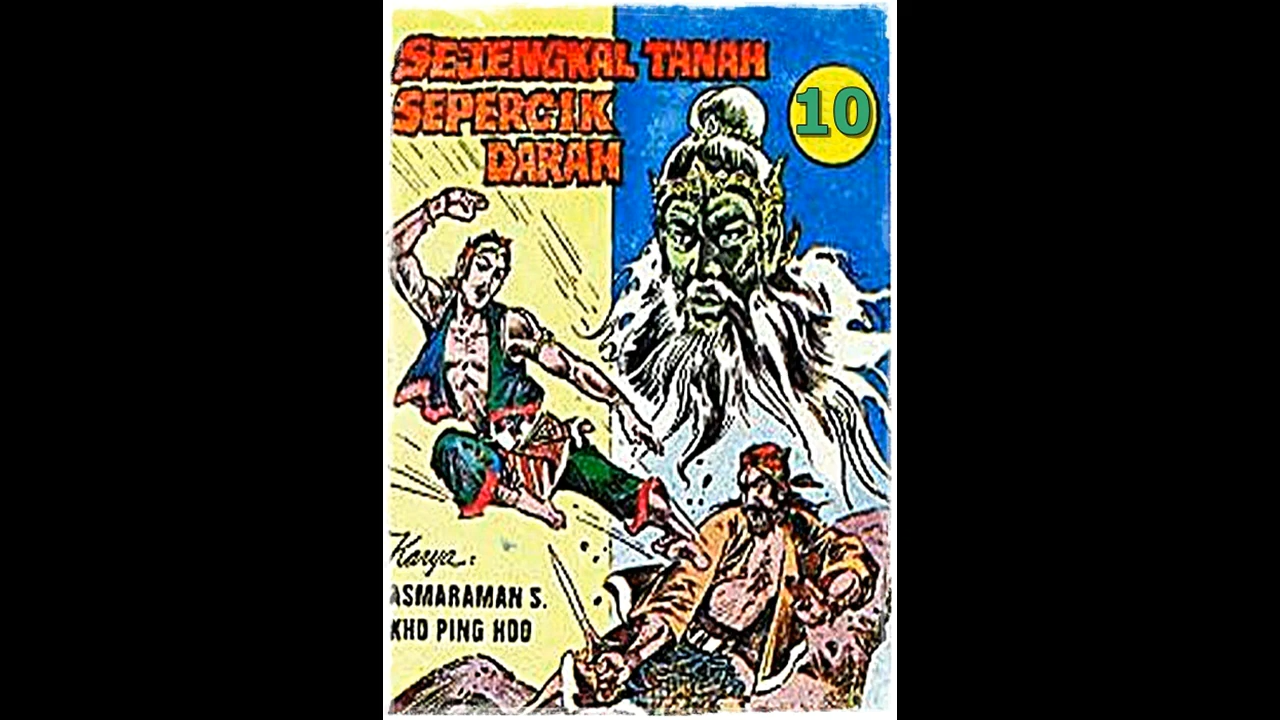 SEJENGKAL TANAH
SEPERCIK
DARAH
10
Karya:
ASMARAMAN S.
KHO PING HOO